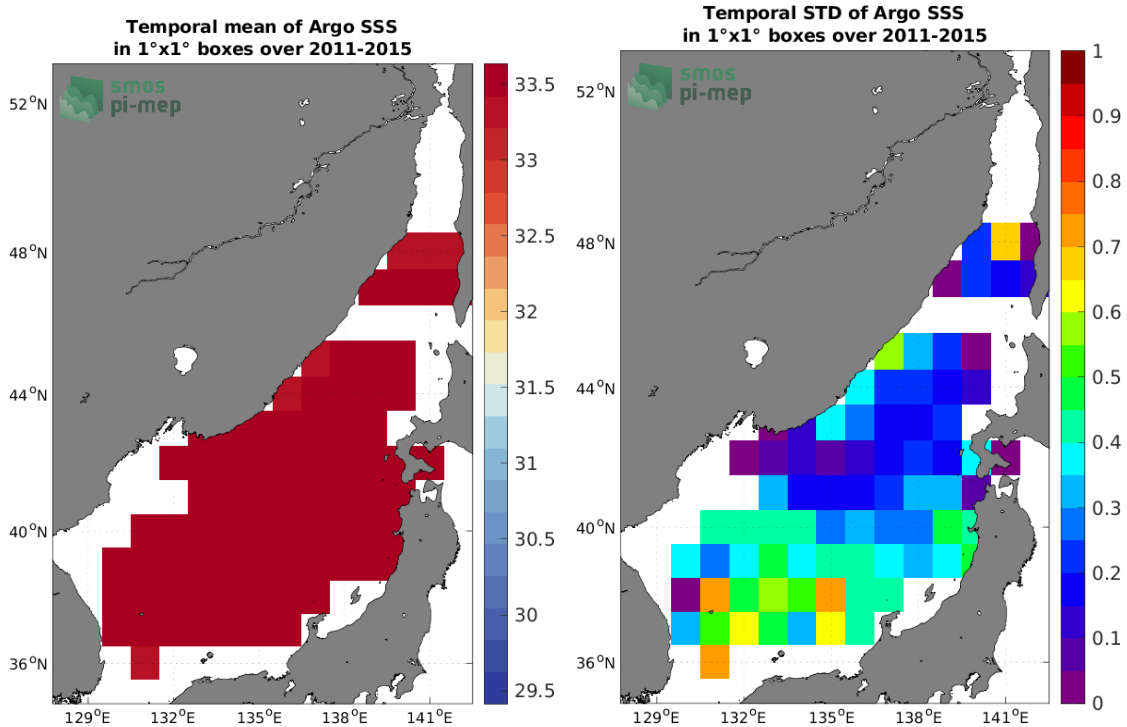 Temporal mean of Argo SSS
in 1°x1° boxes over 2011-2015
smos
pi-mep
52°N
48°N
44°N
40°N
36°N
129°E
132°E
135°E
138°E
141°E
33.5
33
32.5
32
31.5
31
30.5
30
29.5
Temporal STD of Argo SSS
in 1°x1° boxes over 2011-2015
smos
pi-mep
52°N
48°N
44°N
40°N
36°N
129°E
132°E
135°E
138°E
141°E
1
0.9
0.8
0.7
0.6
0.5
0.4
0.3
0.2
0.1
0